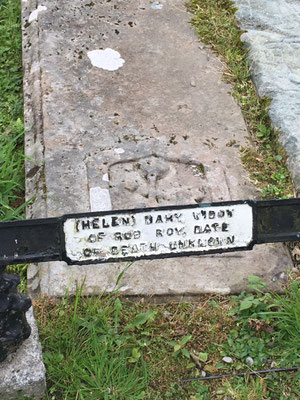 (HELEN) MARY WIDOW
OF ROB ROY. DATE
OF DEATH UNKNOWN